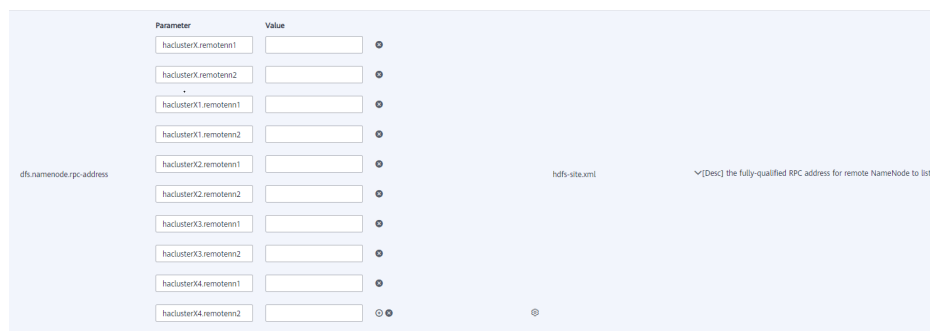 Parameter Value
haclusterX.remotenn1
haclusterX.remotenn2
haclusterX1.remotenn1
haclusterX1.remotenn2
haclusterX2.remotenn1
dfs.namenode.rpc-address hdfs-site.xml [Desc] the fully-qualified RPC address for remote NameNode to list
haclusterX2.remotenn2
haclusterX3.remotenn1
haclusterX3.remotenn2
haclusterX4.remotenn1
haclusterX4.remotenn2